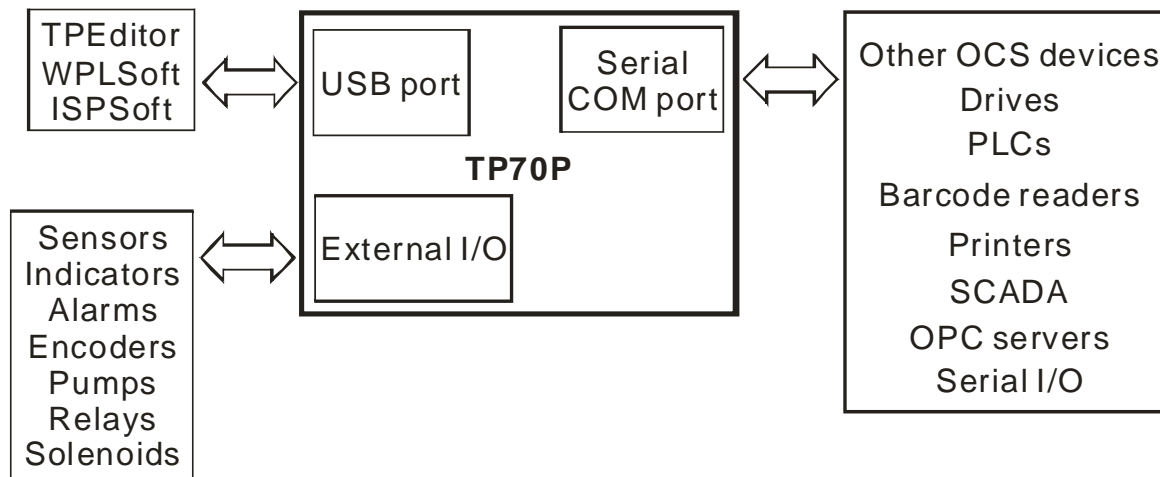 TPEditor
WPLSoft
ISPSoft
USB port
Serial
COM port
TP70P
External I/O
Sensors
Indicators
Alarms
Encoders
Pumps
Relays
Solenoids
Other OCS devices
Drives
PLCs
Barcode readers
Printers
SCADA
OPC servers
Serial I/O